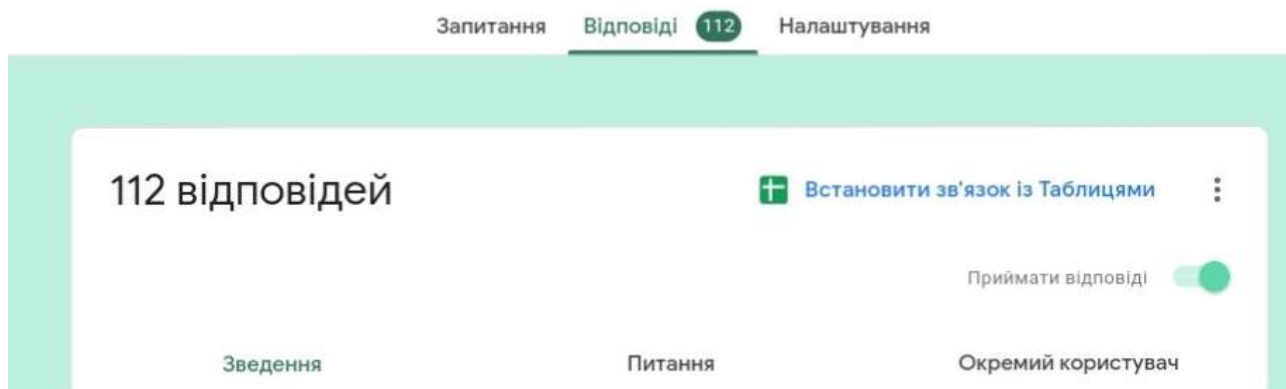 Запитання Відповіді 112 Налаштування
112 відповідей Встановити зв'язок із Таблицями
Приймати відповіді
Зведення Питання Окремий користувач